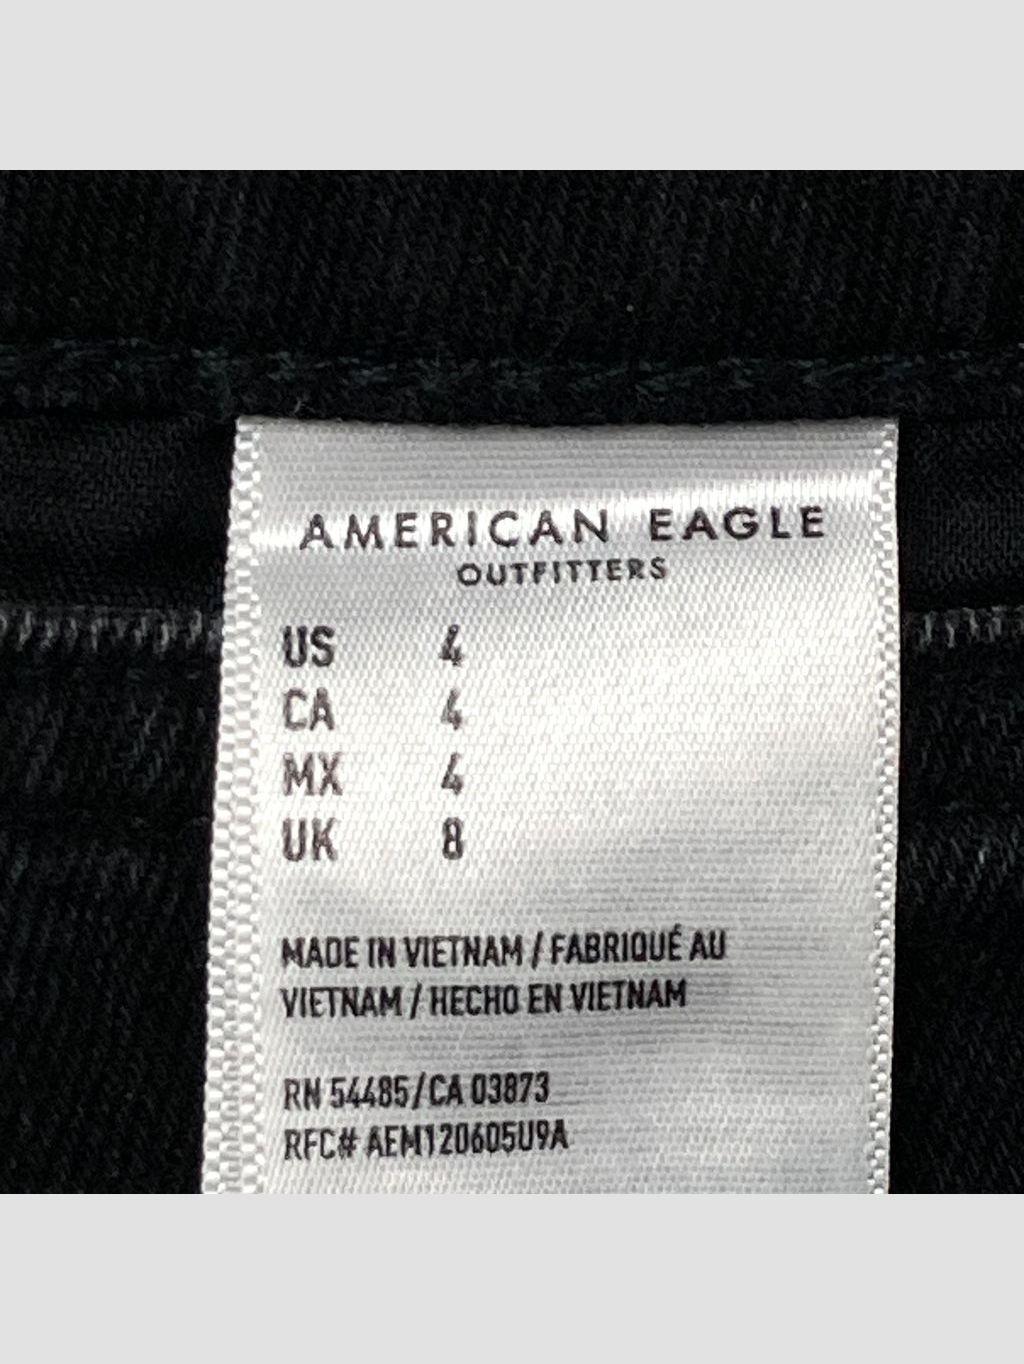 AMERICAN EAGLE
OUTFITTERS
US 4
CA 4
MX 4
UK 8
MADE IN VIETNAM / FABRIQUÉ AU
VIETNAM / HECHO EN VIETNAM
RN 54485/CA 03873
RFC# AEM120605U9A